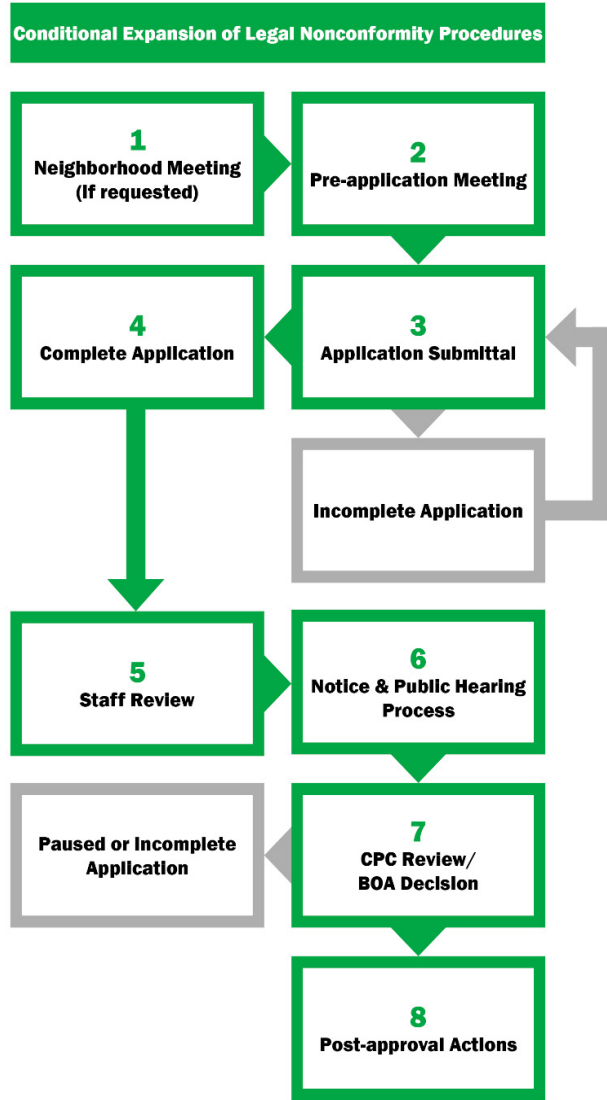 Conditional Expansion of Legal Nonconformity Procedures
1
Neighborhood Meeting
(If requested)
2
Pre-application Meeting
3
Application Submittal
4
Complete Application
Incomplete Application
5
Staff Review
6
Notice & Public Hearing
Process
7
CPC Review/
BOA Decision
Paused or Incomplete
Application
8
Post-approval Actions